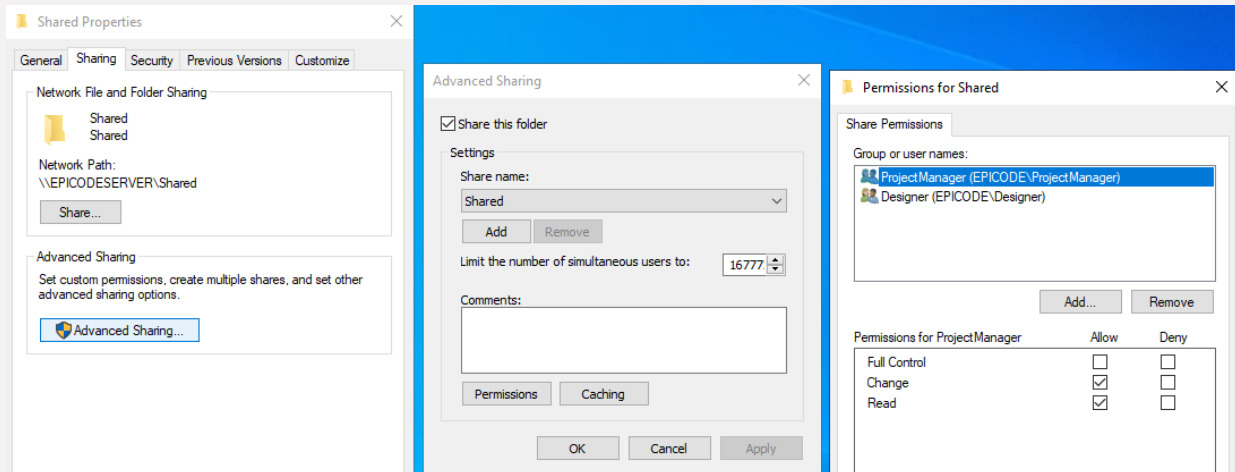 Shared Properties
General Sharing Security Previous Versions Customize
Network File and Folder Sharing
Shared
Shared
Network Path:
\\EPICODESERVER\Shared
Share...
Advanced Sharing
Set custom permissions, create multiple shares, and set other
advanced sharing options.
Advanced Sharing...
Advanced Sharing
Share this folder
Settings
Share name:
Shared
Add Remove
Limit the number of simultaneous users to: 16777
Comments:
Permissions Caching
OK Cancel Apply
Permissions for Shared
Share Permissions
Group or user names:
ProjectManager (EPICODE\ProjectManager)
Designer (EPICODE\Designer)
Add... Remove
Permissions for ProjectManager Allow Deny
Full Control
Change
Read